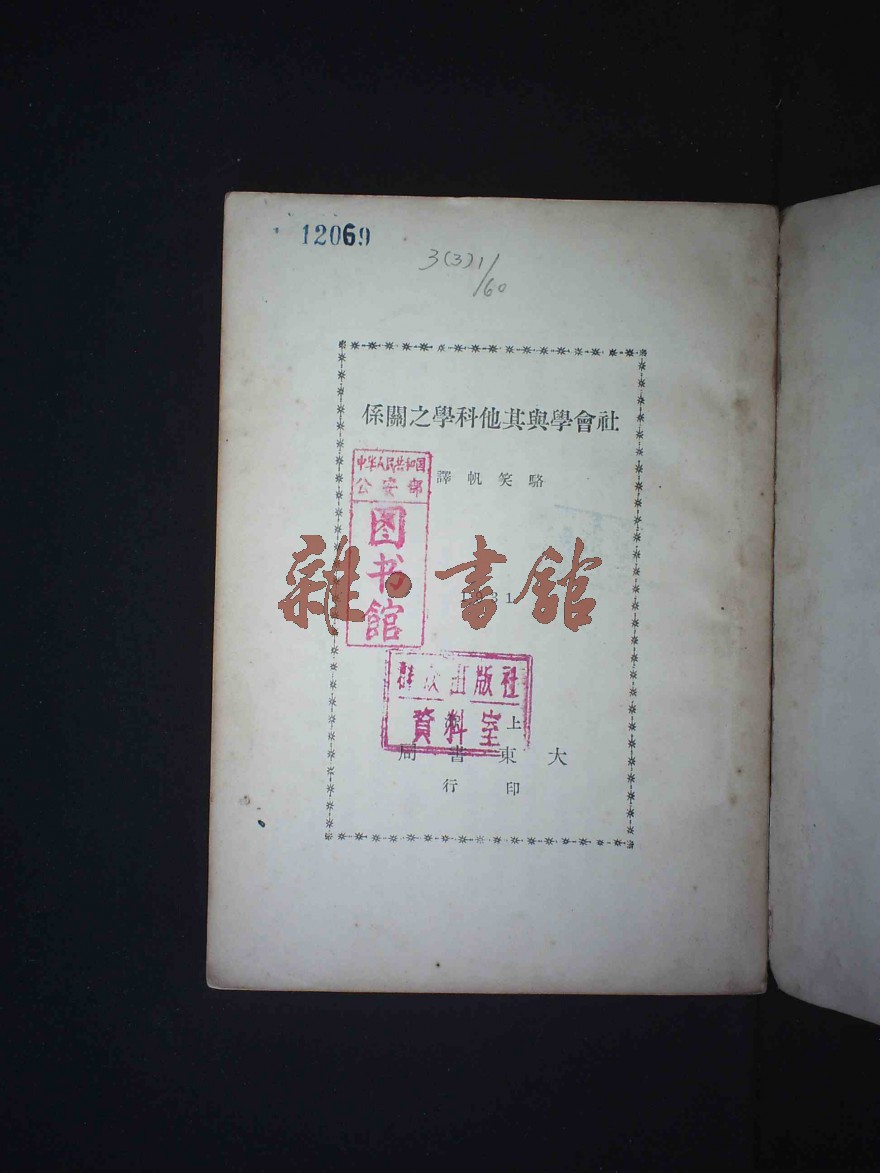 12069
3(3)1/60
社會學與其他科學之關係
駱笑帆譯
中华人民共和国
公安部
图书馆
1931
雜·書館
群众出版社
資料室
上
大東書局
印行